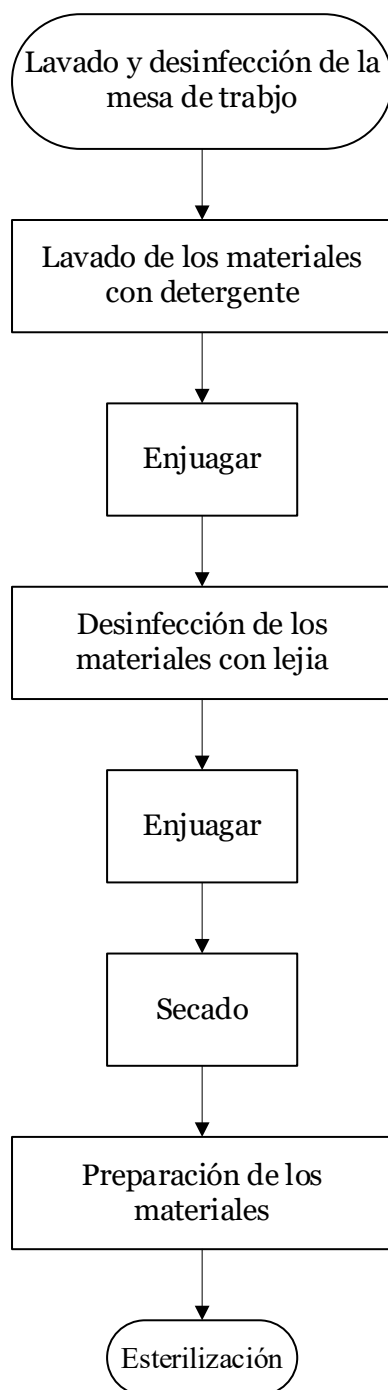 Lavado y desinfección de la
mesa de trabjo
Lavado de los materiales
con detergente
Enjuagar
Desinfección de los
materiales con lejia
Enjuagar
Secado
Preparación de los
materiales
Esterilización